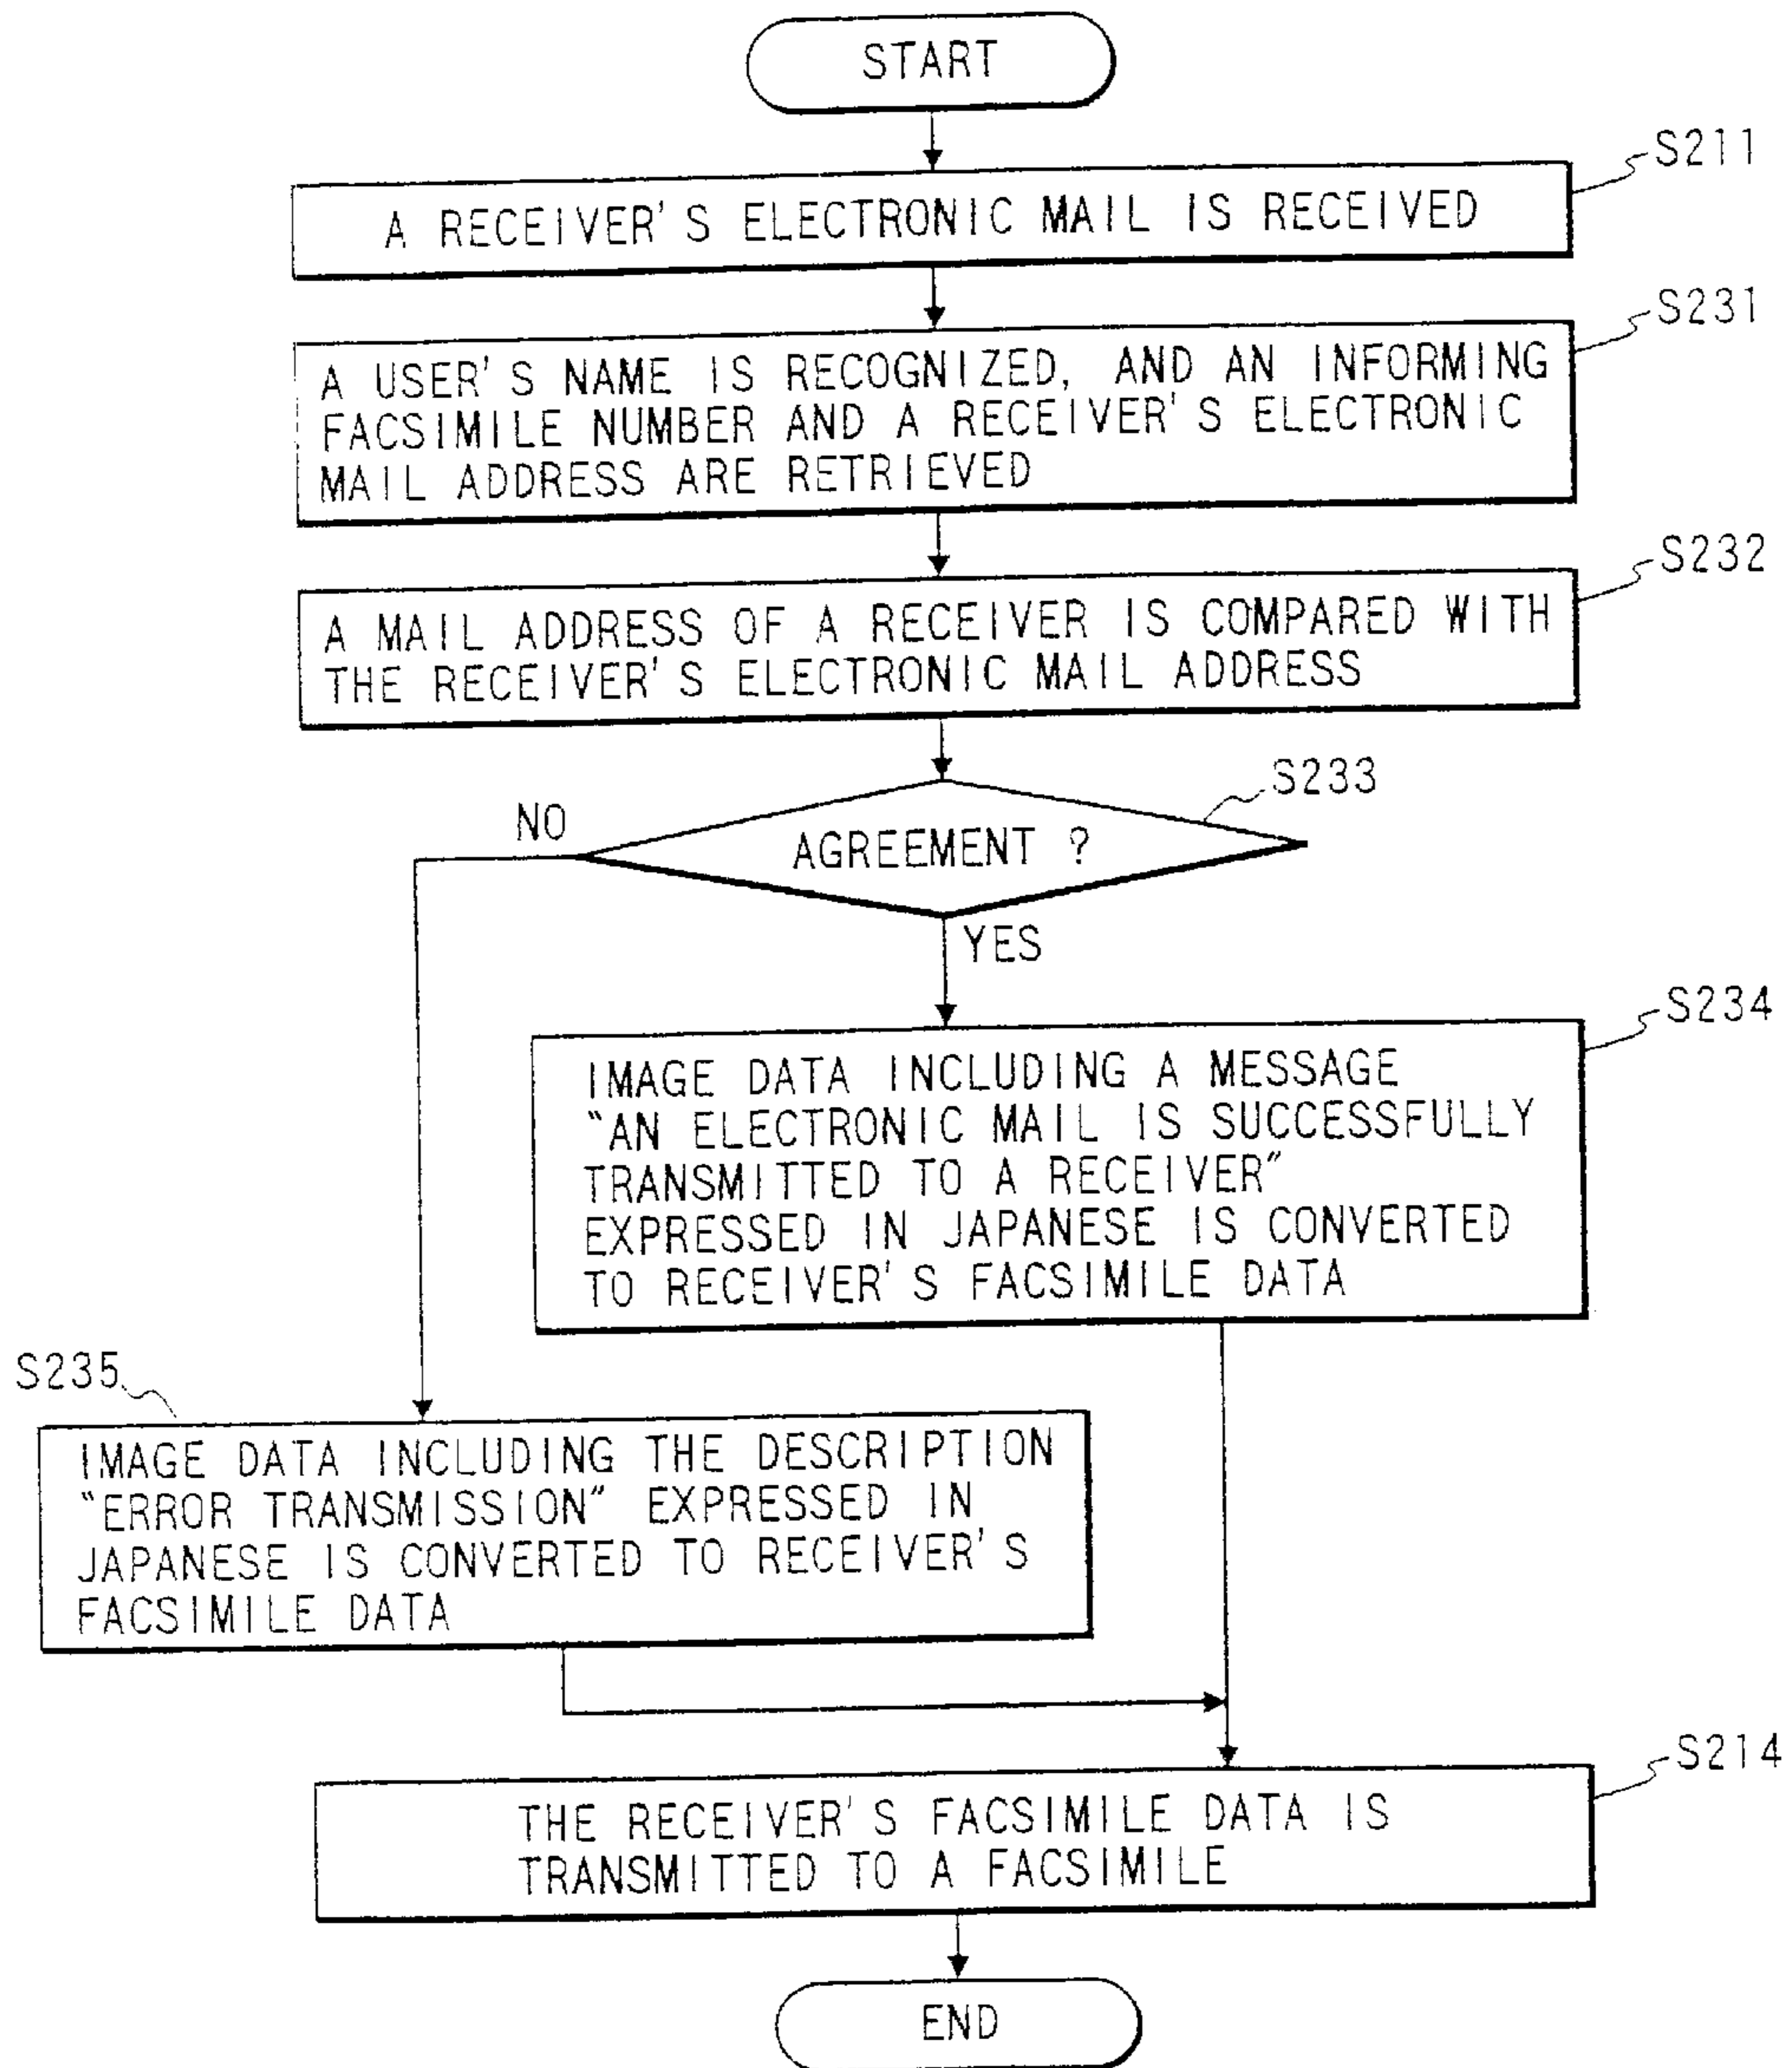 START
S211
A RECEIVER'S ELECTRONIC MAIL IS RECEIVED
S231
A USER'S NAME IS RECOGNIZED, AND AN INFORMING
FACSIMILE NUMBER AND A RECEIVER'S ELECTRONIC
MAIL ADDRESS ARE RETRIEVED
S232
A MAIL ADDRESS OF A RECEIVER IS COMPARED WITH
THE RECEIVER'S ELECTRONIC MAIL ADDRESS
S233
NO
AGREEMENT ?
YES
S234
IMAGE DATA INCLUDING A MESSAGE
"AN ELECTRONIC MAIL IS SUCCESSFULLY
TRANSMITTED TO A RECEIVER"
EXPRESSED IN JAPANESE IS CONVERTED
TO RECEIVER'S FACSIMILE DATA
S235
IMAGE DATA INCLUDING THE DESCRIPTION
"ERROR TRANSMISSION" EXPRESSED IN
JAPANESE IS CONVERTED TO RECEIVER'S
FACSIMILE DATA
S214
THE RECEIVER'S FACSIMILE DATA IS
TRANSMITTED TO A FACSIMILE
END